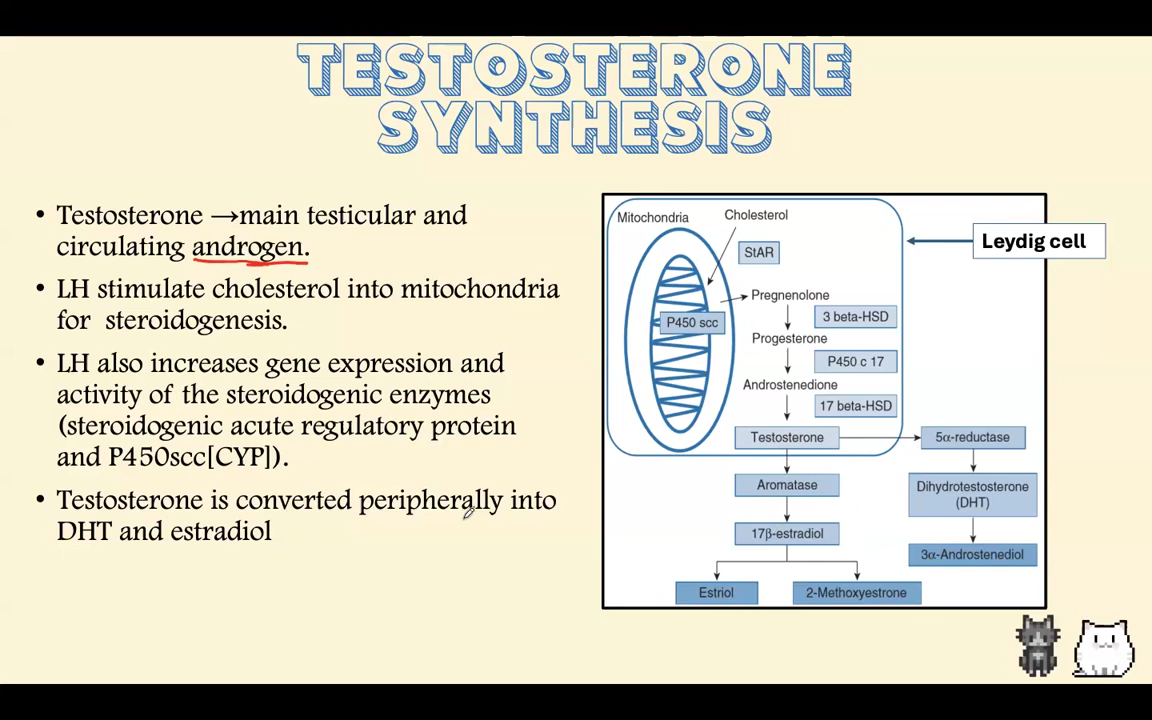 TESTOSTERONE
SYNTHESIS
• Testosterone →main testicular and
circulating androgen.
• LH stimulate cholesterol into mitochondria
for steroidogenesis.
• LH also increases gene expression and
activity of the steroidogenic enzymes
(steroidogenic acute regulatory protein
and P450scc[CYP]).
• Testosterone is converted peripherally into
DHT and estradiol
Mitochondria
Cholesterol
StAR
Leydig cell
Pregnenolone
3 beta-HSD
P450 scc
Progesterone
P450 c 17
Androstenedione
17 beta-HSD
Testosterone
5α-reductase
Aromatase
Dihydrotestosterone
(DHT)
17β-estradiol
3α-Androstenediol
Estriol
2-Methoxyestrone